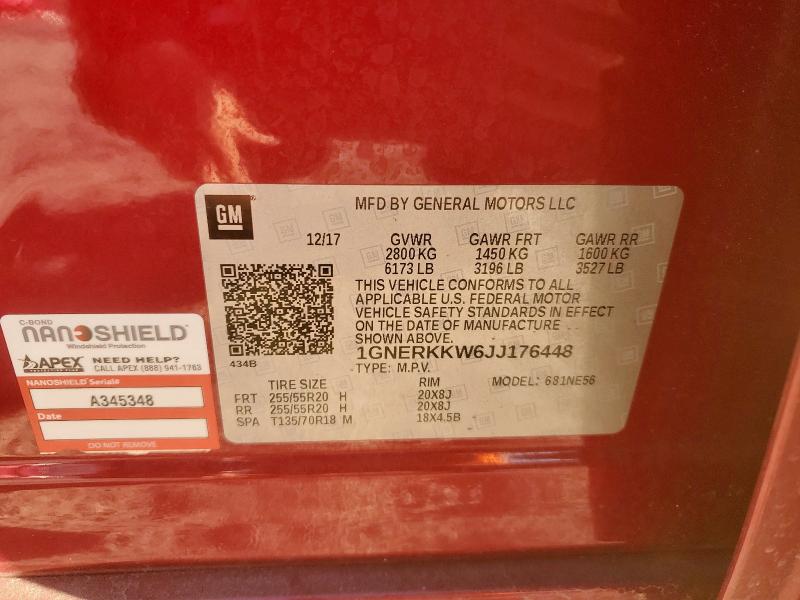 GM
MFD BY GENERAL MOTORS LLC
12/17 GVWR GAWR FRT GAWR RR
2800 KG 1450 KG 1600 KG
6173 LB 3196 LB 3527 LB
THIS VEHICLE CONFORMS TO ALL
APPLICABLE U.S. FEDERAL MOTOR
VEHICLE SAFETY STANDARDS IN EFFECT
ON THE DATE OF MANUFACTURE
SHOWN ABOVE.
434B
1GNERKKW6JJ176448
TYPE: M.P.V.
TIRE SIZE RIM MODEL: 681NE56
FRT 255/55R20 H 20X8J
RR 255/55R20 H 20X8J
SPA T135/70R18 M 18X4.5B
C-BOND
NANOSHIELD
Windshield Protection
APEX NEED HELP?
CALL APEX (888) 941-1763
NANOSHIELD Serial#
A345348
Date
DO NOT REMOVE